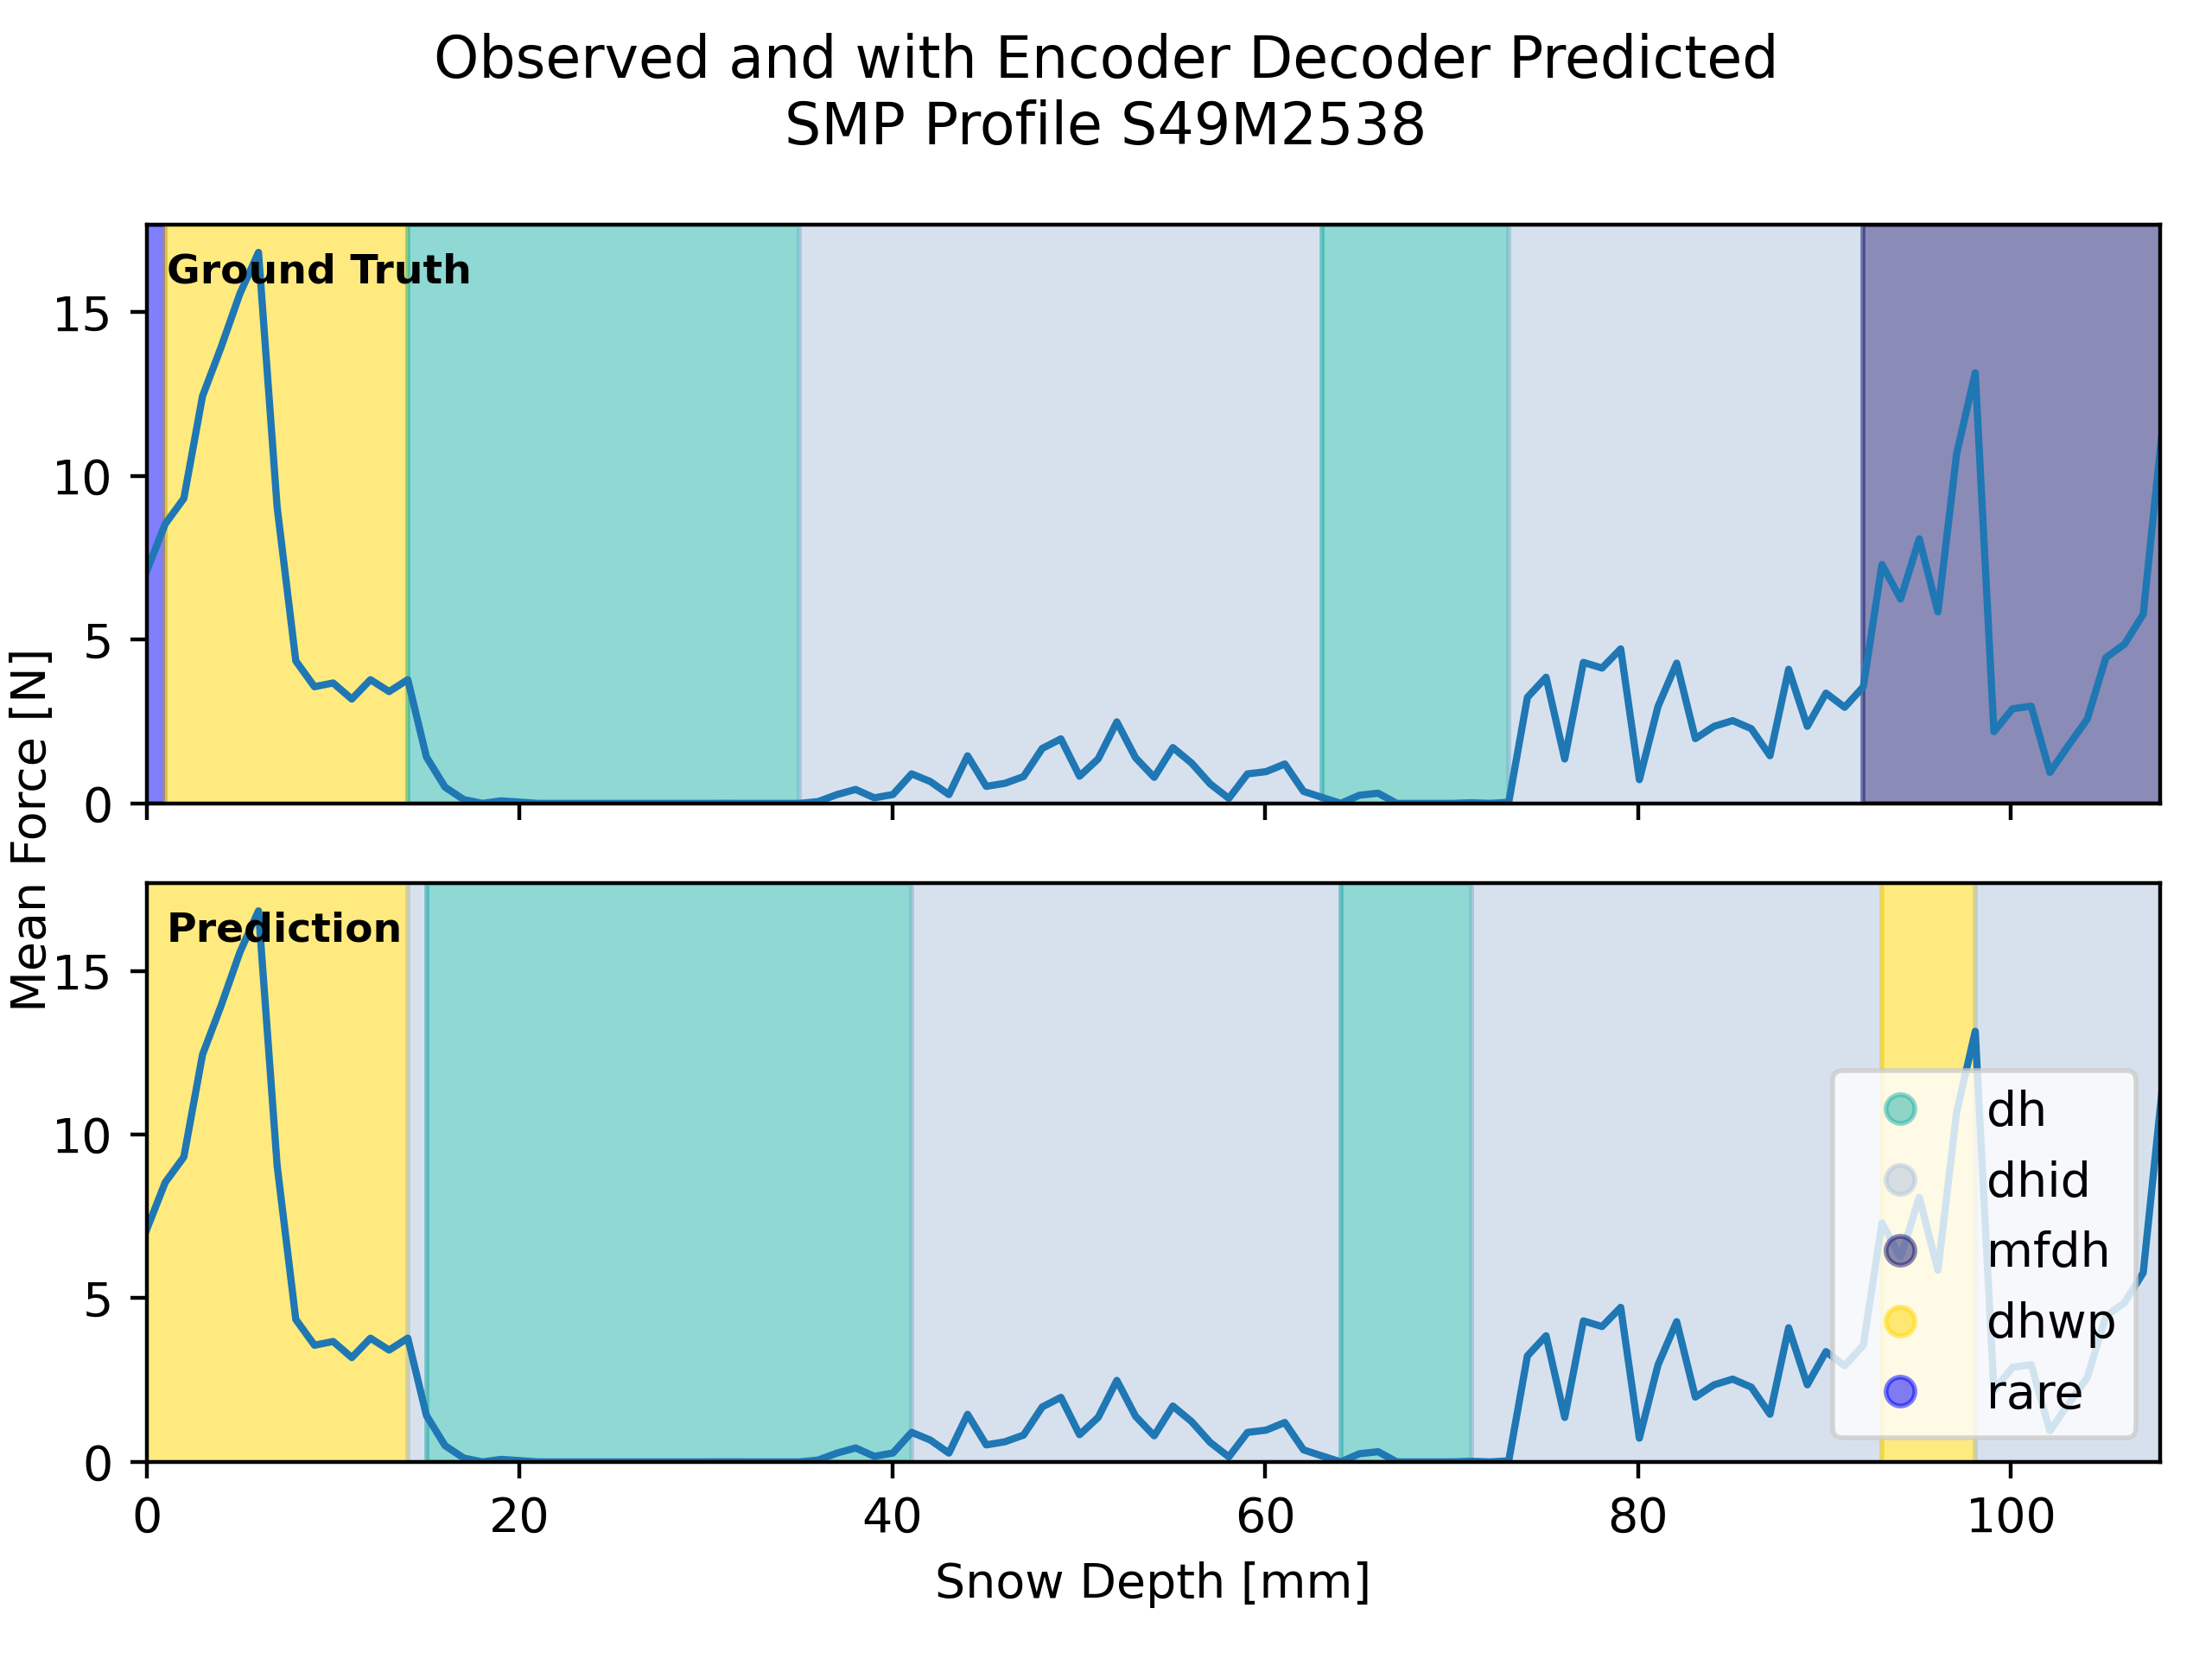 Observed and with Encoder Decoder Predicted
SMP Profile S49M2538
Mean Force [N]
Ground Truth
15
10
5
0
Prediction
15
10
5
0
0 20 40 60 80 100
Snow Depth [mm]
dh
dhid
mfdh
dhwp
rare